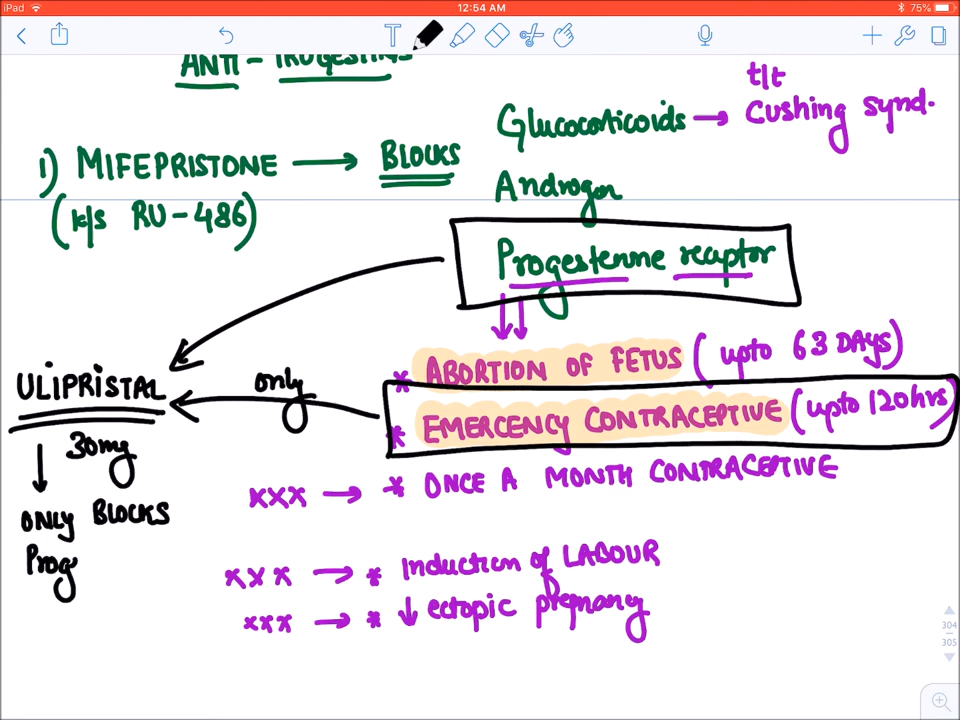 iPad 12:54 AM 75%
T
ANTI - PROGESTINS
t/t
Glucocorticoids → Cushing synd.
1) MIFEPRISTONE → BLOCKS
Androgen
(k/s RU-486)
Progesterone receptor
* ABORTION OF FETUS (upto 63 DAYS)
ULIPRISTAL only
* EMERGENCY CONTRACEPTIVE (upto 120hrs)
30mg
xxx → * ONCE A MONTH CONTRACEPTIVE
ONLY BLOCKS
Prog
xxx → * Induction of LABOUR
xxx → * ↓ ectopic pregnancy
304
305